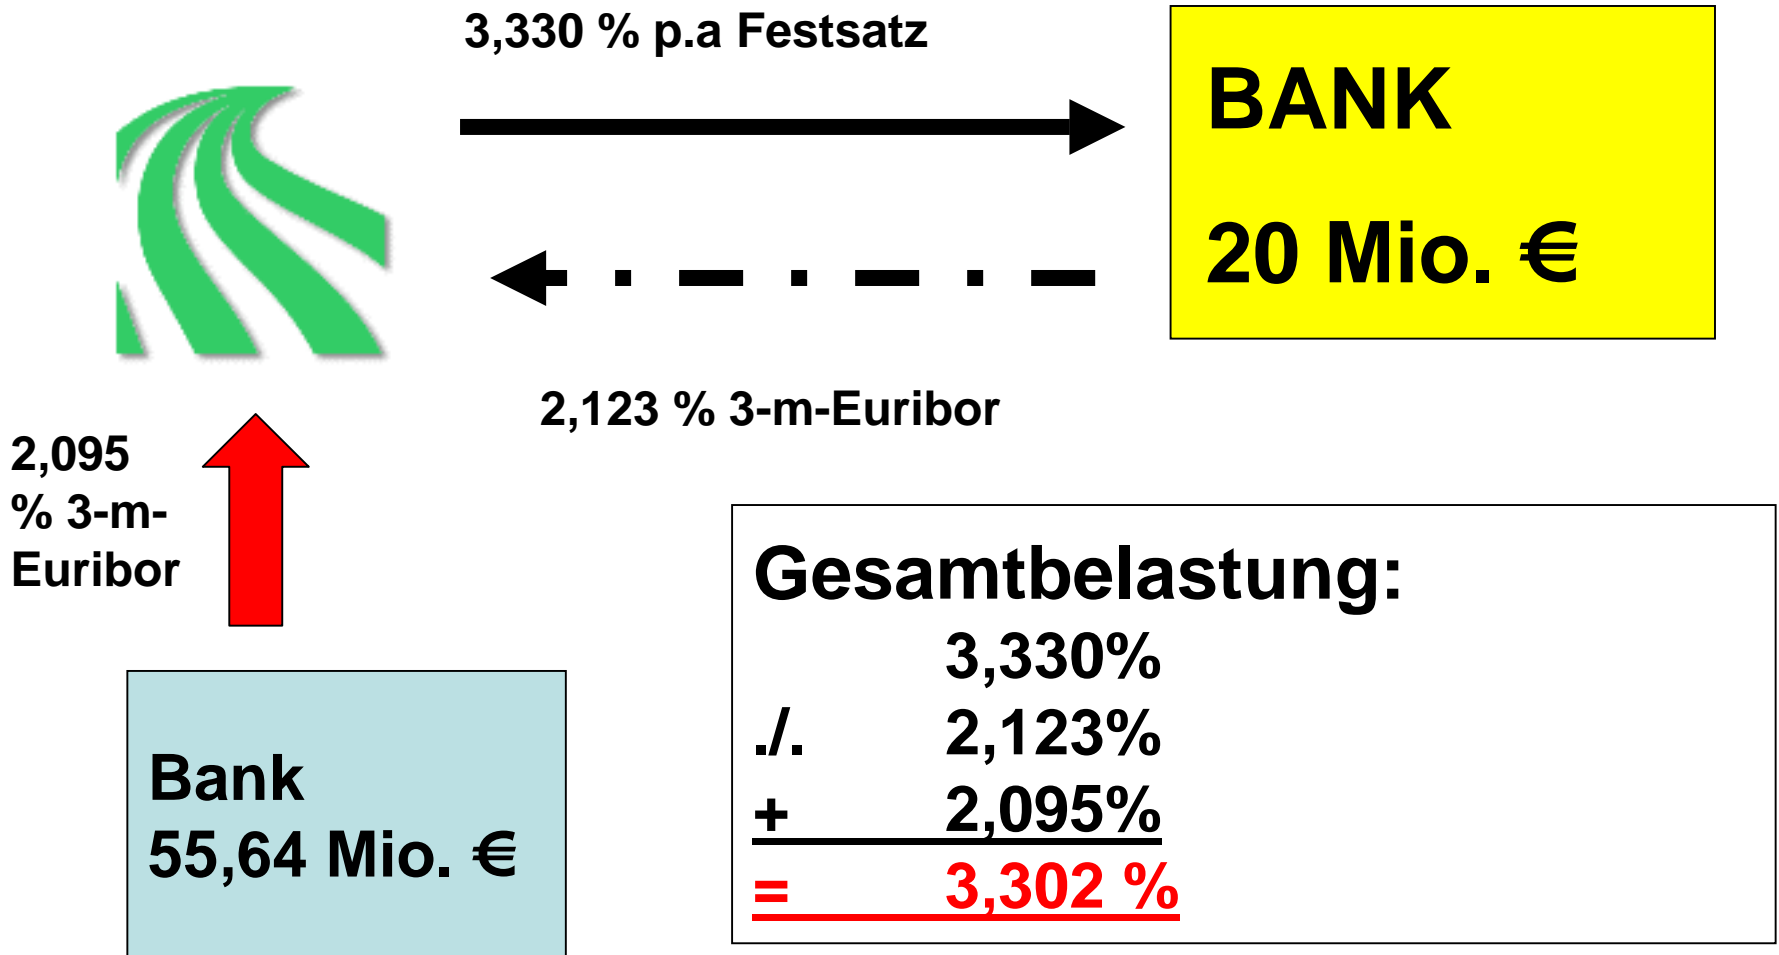 3,330 % p.a Festsatz
BANK
20 Mio. €
2,123 % 3-m-Euribor
2,095
% 3-m-
Euribor
Bank
55,64 Mio. €
Gesamtbelastung:
3,330%
./. 2,123%
+ 2,095%
= 3,302 %